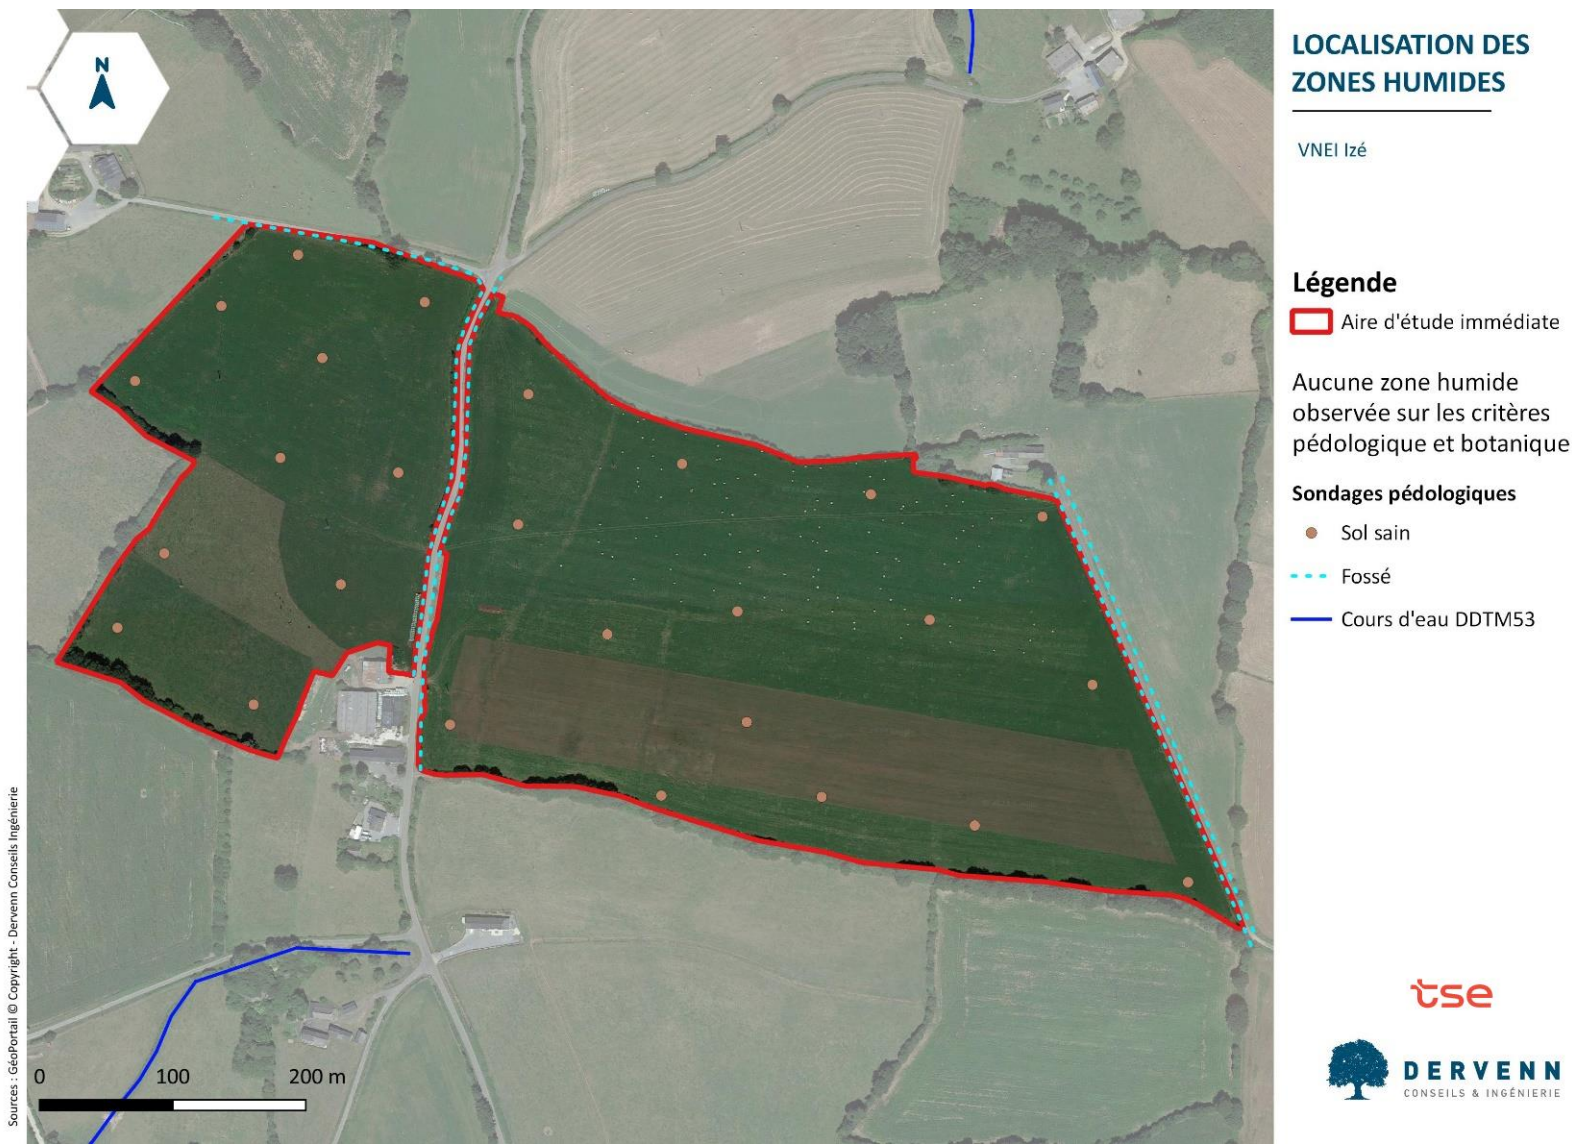 N
LOCALISATION DES
ZONES HUMIDES
VNEI Izé
Légende
Aire d'étude immédiate
Aucune zone humide
observée sur les critères
pédologique et botanique
Sondages pédologiques
Sol sain
Fossé
Cours d'eau DDTM53
tse
DERVENN
CONSEILS & INGÉNIERIE
0 100 200 m
Sources : GéoPortail © Copyright - Dervenn Conseils Ingénierie